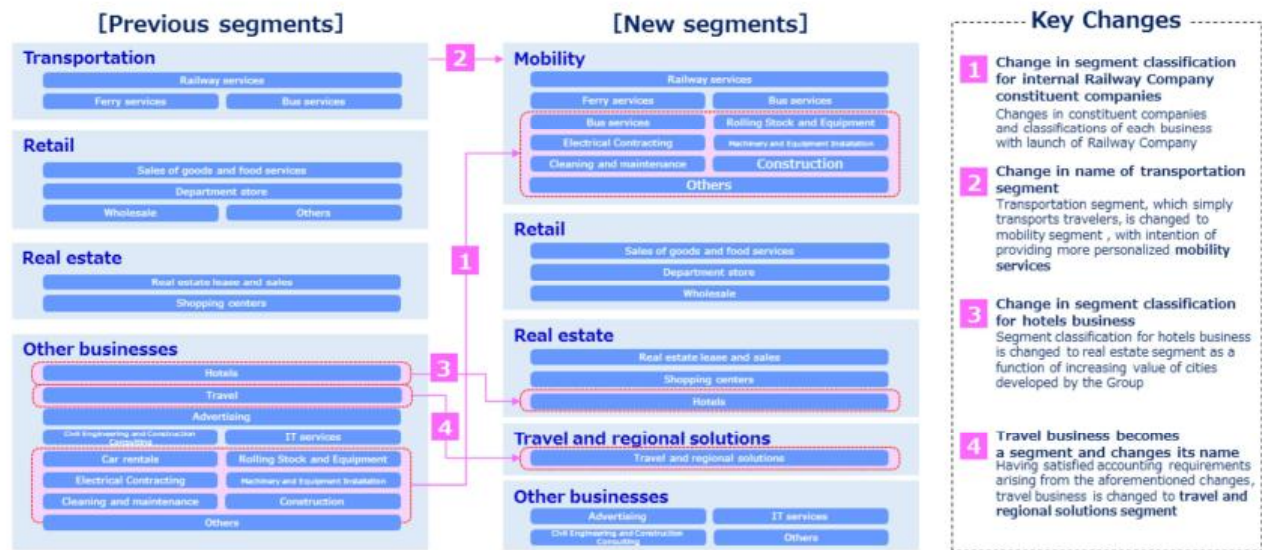 [Previous segments]
Transportation
Railway services
Ferry services
Bus services
Retail
Sales of goods and food services
Department store
Wholesale
Others
Real estate
Real estate lease and sales
Shopping centers
Other businesses
Hotels
Travel
Advertising
Civil Engineering and Construction
Consulting
IT services
Car rentals
Rolling Stock and Equipment
Electrical Contracting
Machinery and Equipment Installation
Cleaning and maintenance
Construction
Others
2
1
3
4
[New segments]
Mobility
Railway services
Ferry services
Bus services
Bus services
Rolling Stock and Equipment
Electrical Contracting
Machinery and Equipment Installation
Cleaning and maintenance
Construction
Others
Retail
Sales of goods and food services
Department store
Wholesale
Real estate
Real estate lease and sales
Shopping centers
Hotels
Travel and regional solutions
Travel and regional solutions
Other businesses
Advertising
IT services
Civil Engineering and Construction
Consulting
Others
Key Changes
1
Change in segment classification
for internal Railway Company
constituent companies
Changes in constituent companies
and classifications of each business
with launch of Railway Company
2
Change in name of transportation
segment
Transportation segment, which simply
transports travelers, is changed to
mobility segment , with intention of
providing more personalized mobility
services
3
Change in segment classification
for hotels business
Segment classification for hotels business
is changed to real estate segment as a
function of increasing value of cities
developed by the Group
4
Travel business becomes
a segment and changes its name
Having satisfied accounting requirements
arising from the aforementioned changes,
travel business is changed to travel and
regional solutions segment